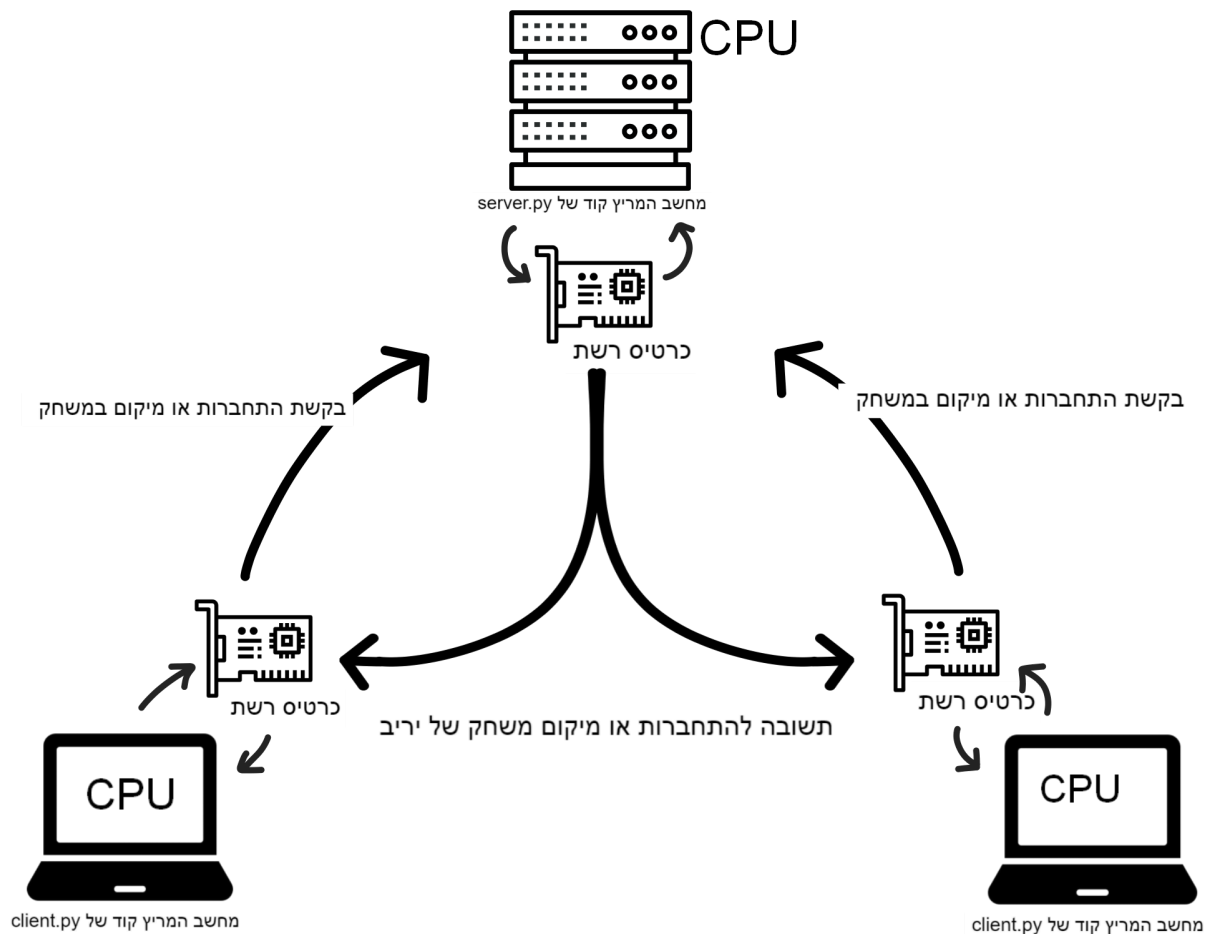 CPU
מחשב המריץ קוד של server.py
כרטיס רשת
בקשת התחברות או מיקום במשחק
בקשת התחברות או מיקום במשחק
כרטיס רשת
כרטיס רשת
תשובה להתחברות או מיקום משחק של יריב
CPU
CPU
מחשב המריץ קוד של client.py
מחשב המריץ קוד של client.py